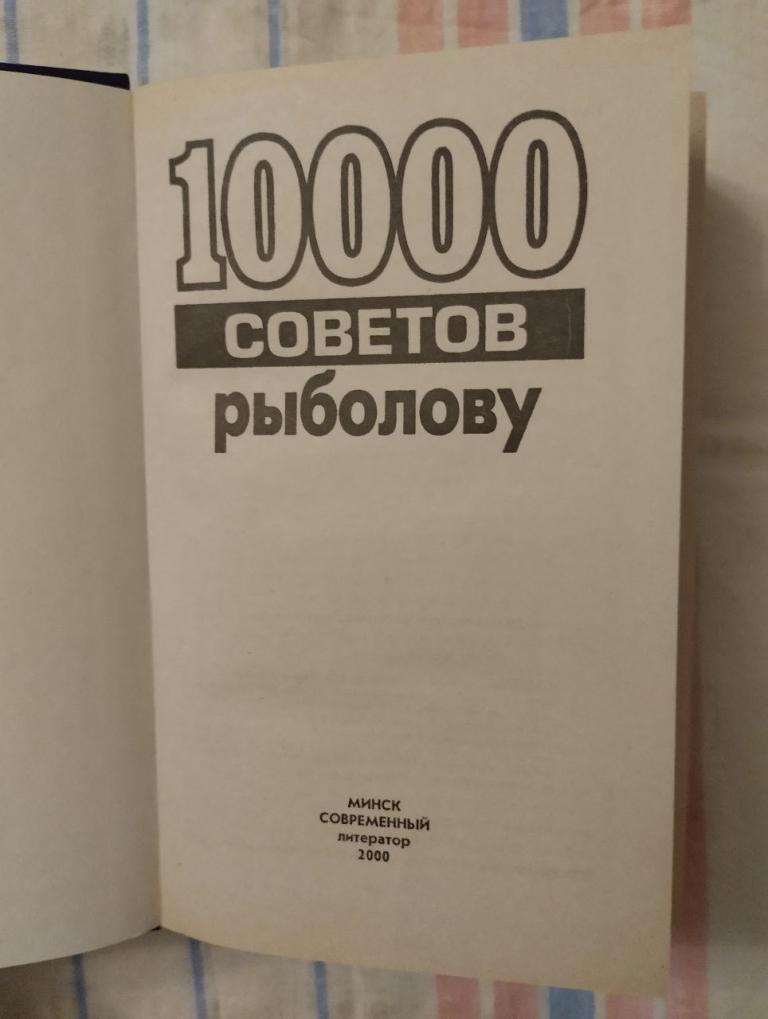 10000
СОВЕТОВ
рыболову
МИНСК
СОВРЕМЕННЫЙ
литератор
2000